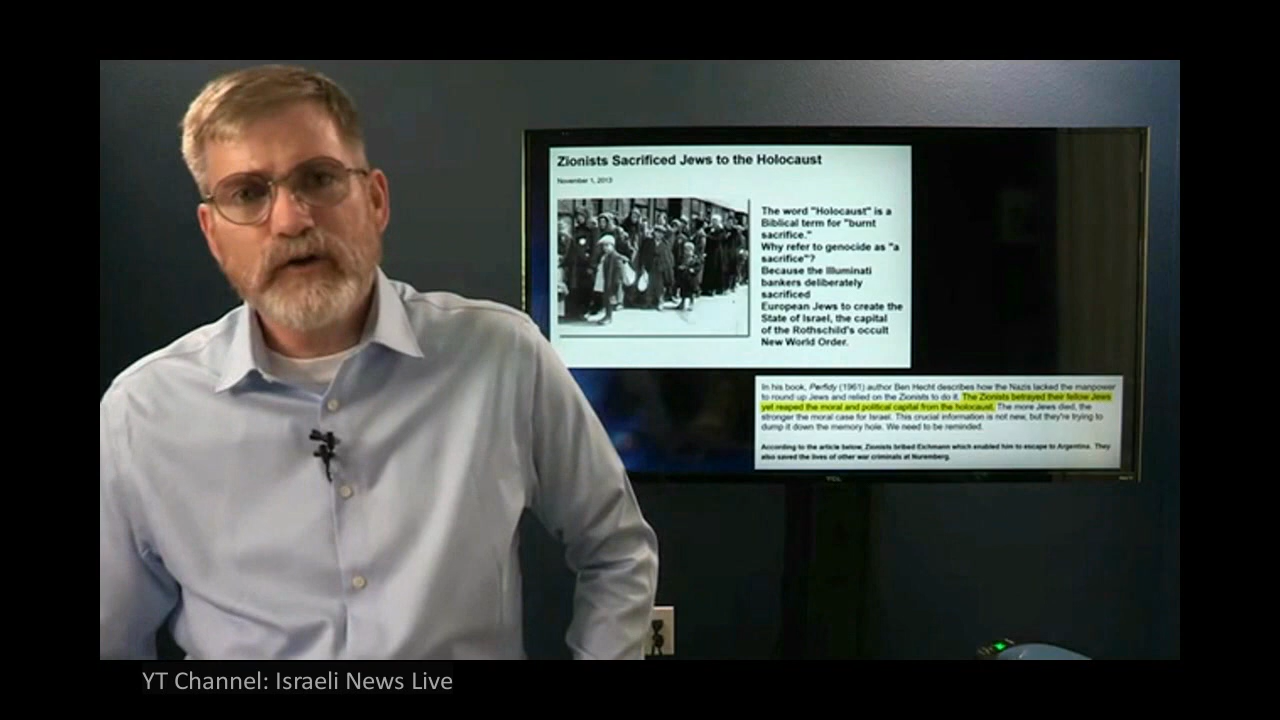 Zionists Sacrificed Jews to the Holocaust
November 1, 2013
The word "Holocaust" is a
Biblical term for "burnt
sacrifice."
Why refer to genocide as "a
sacrifice"?
Because the Illuminati
bankers deliberately
sacrificed
European Jews to create the
State of Israel, the capital
of the Rothschild's occult
New World Order.
In his book, Perfidy (1961) author Ben Hecht describes how the Nazis lacked the manpower
to round up Jews and relied on the Zionists to do it. The Zionists betrayed their fellow Jews
yet reaped the moral and political capital from the holocaust. The more Jews died, the
stronger the moral case for Israel. This crucial information is not new, but they're trying to
dump it down the memory hole. We need to be reminded.
According to the article below, Zionists bribed Eichmann which enabled him to escape to Argentina. They
also saved the lives of other war criminals at Nuremberg.
TCL
YT Channel: Israeli News Live